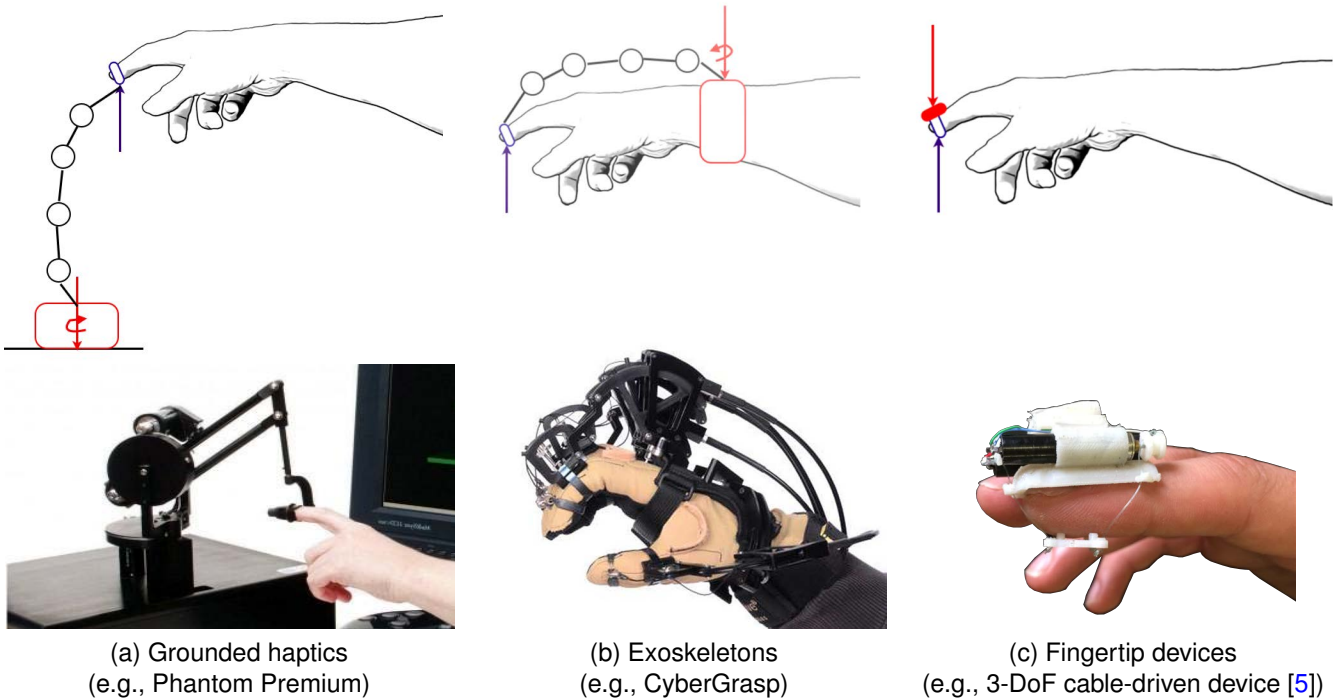 (a) Grounded haptics
(e.g., Phantom Premium)
(b) Exoskeletons
(e.g., CyberGrasp)
(c) Fingertip devices
(e.g., 3-DoF cable-driven device [5])